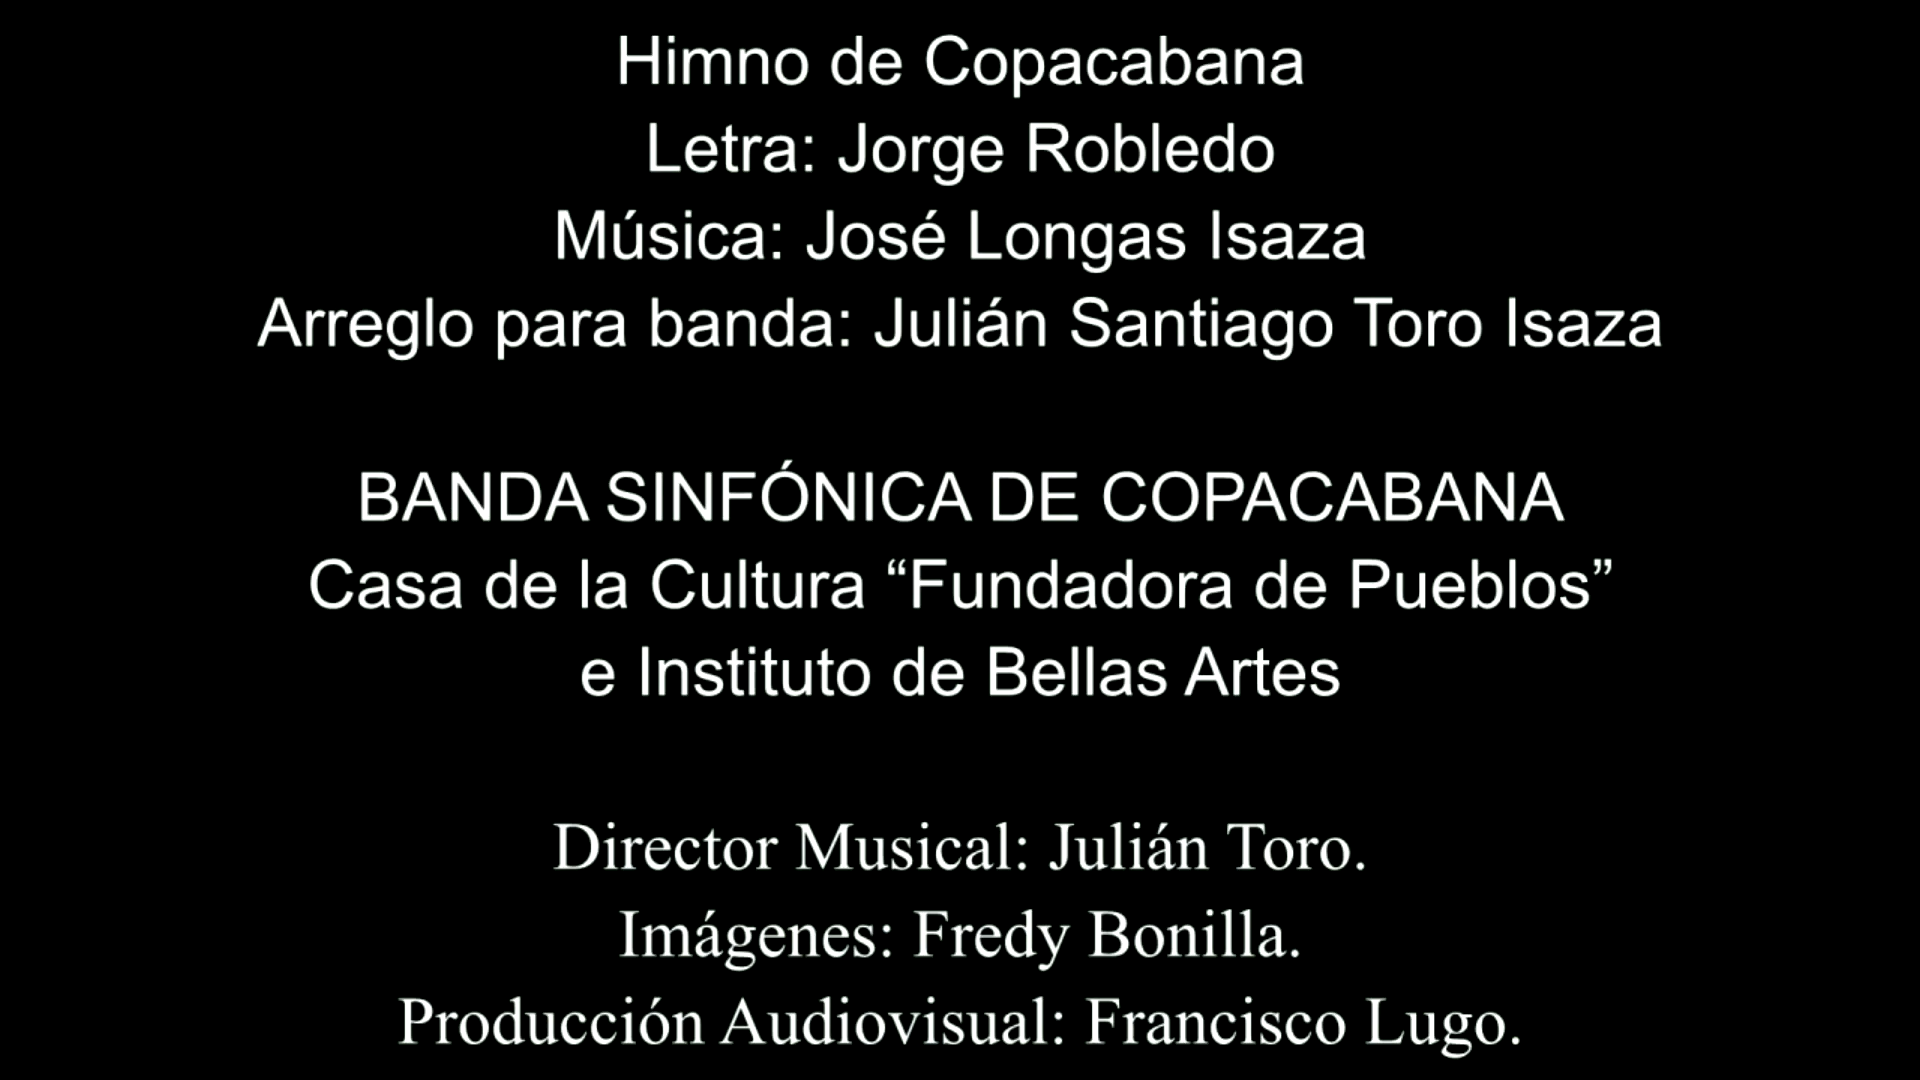 Himno de Copacabana
Letra: Jorge Robledo
Música: José Longas Isaza
Arreglo para banda: Julián Santiago Toro Isaza
BANDA SINFÓNICA DE COPACABANA
Casa de la Cultura “Fundadora de Pueblos”
e Instituto de Bellas Artes
Director Musical: Julián Toro.
Imágenes: Fredy Bonilla.
Producción Audiovisual: Francisco Lugo.